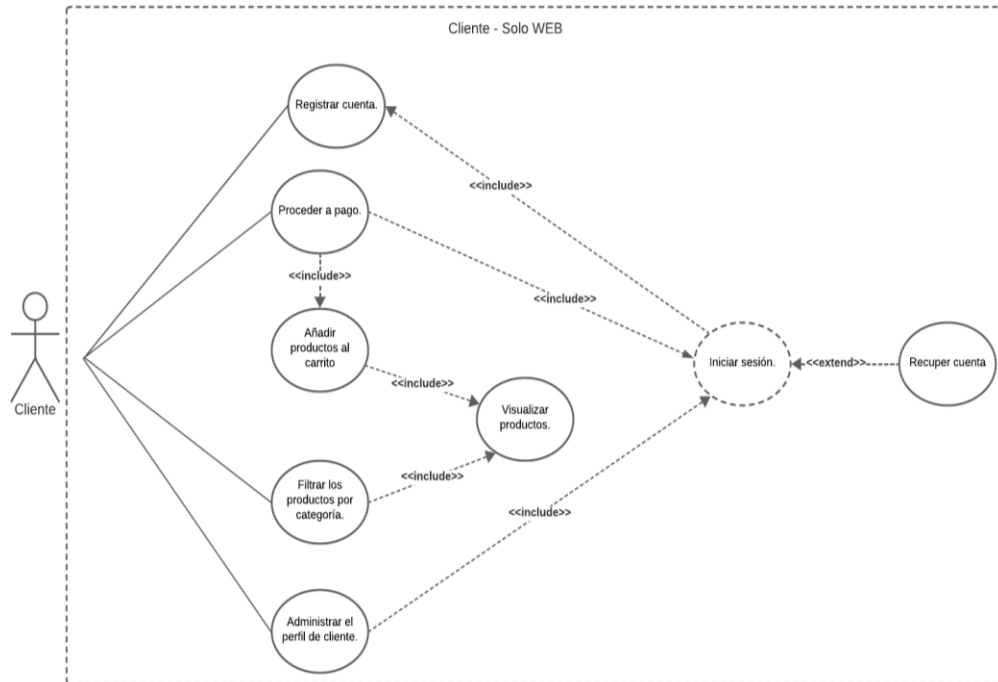 Cliente - Solo WEB
Registrar cuenta.
<<include>>
Proceder a pago.
<<include>>
<<include>>
Añadir
productos al
carrito
Iniciar sesión.
<<extend>>
Recuper cuenta
<<include>>
Cliente
Visualizar
productos.
<<include>>
Filtrar los
productos por
categoría.
<<include>>
Administrar el
perfil de cliente.